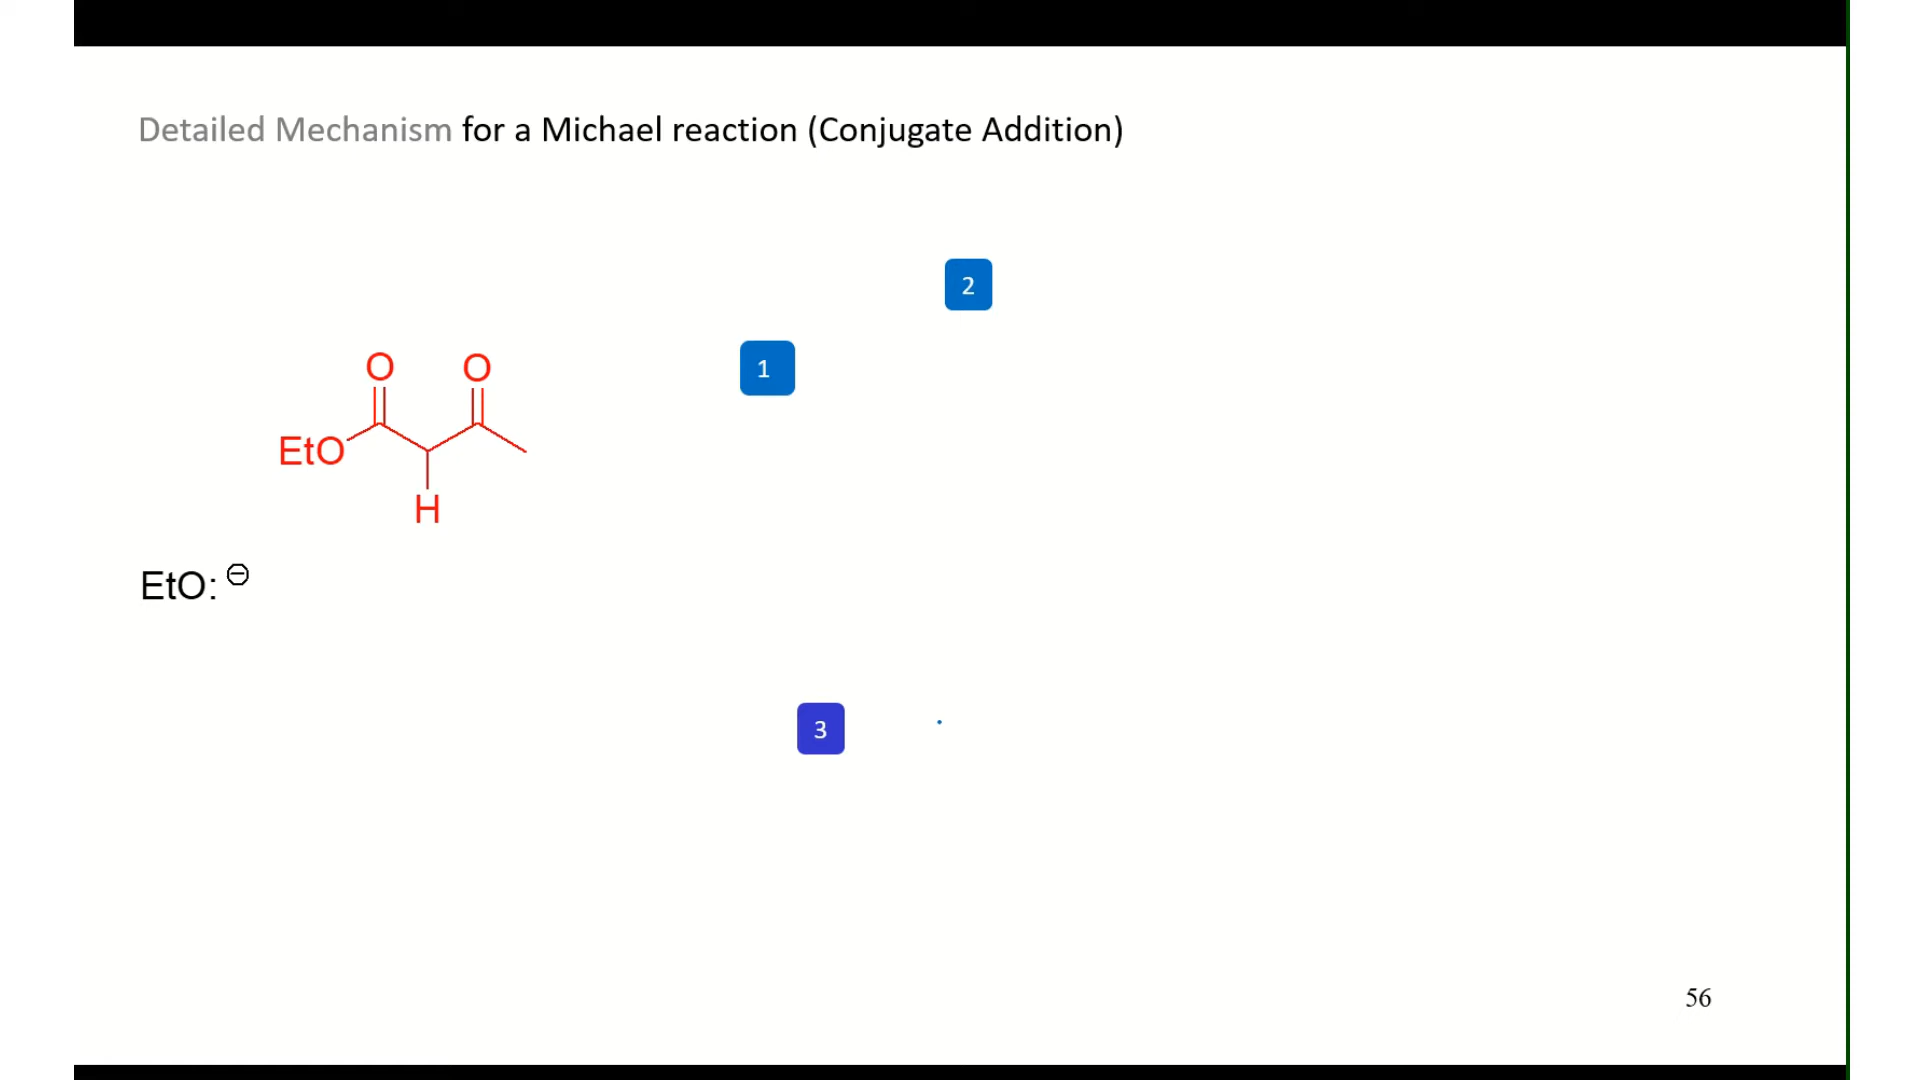 Detailed Mechanism for a Michael reaction (Conjugate Addition)
2
1
O O
EtO
H
EtO: ⊖
3
56